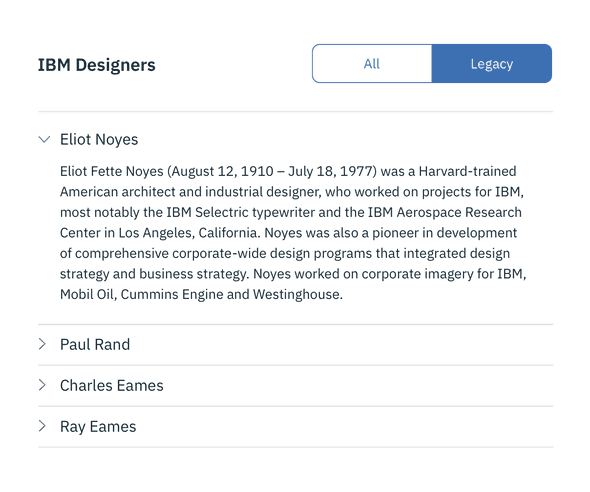 IBM Designers
All
Legacy
Eliot Noyes
Eliot Fette Noyes (August 12, 1910 – July 18, 1977) was a Harvard-trained
American architect and industrial designer, who worked on projects for IBM,
most notably the IBM Selectric typewriter and the IBM Aerospace Research
Center in Los Angeles, California. Noyes was also a pioneer in development
of comprehensive corporate-wide design programs that integrated design
strategy and business strategy. Noyes worked on corporate imagery for IBM,
Mobil Oil, Cummins Engine and Westinghouse.
Paul Rand
Charles Eames
Ray Eames